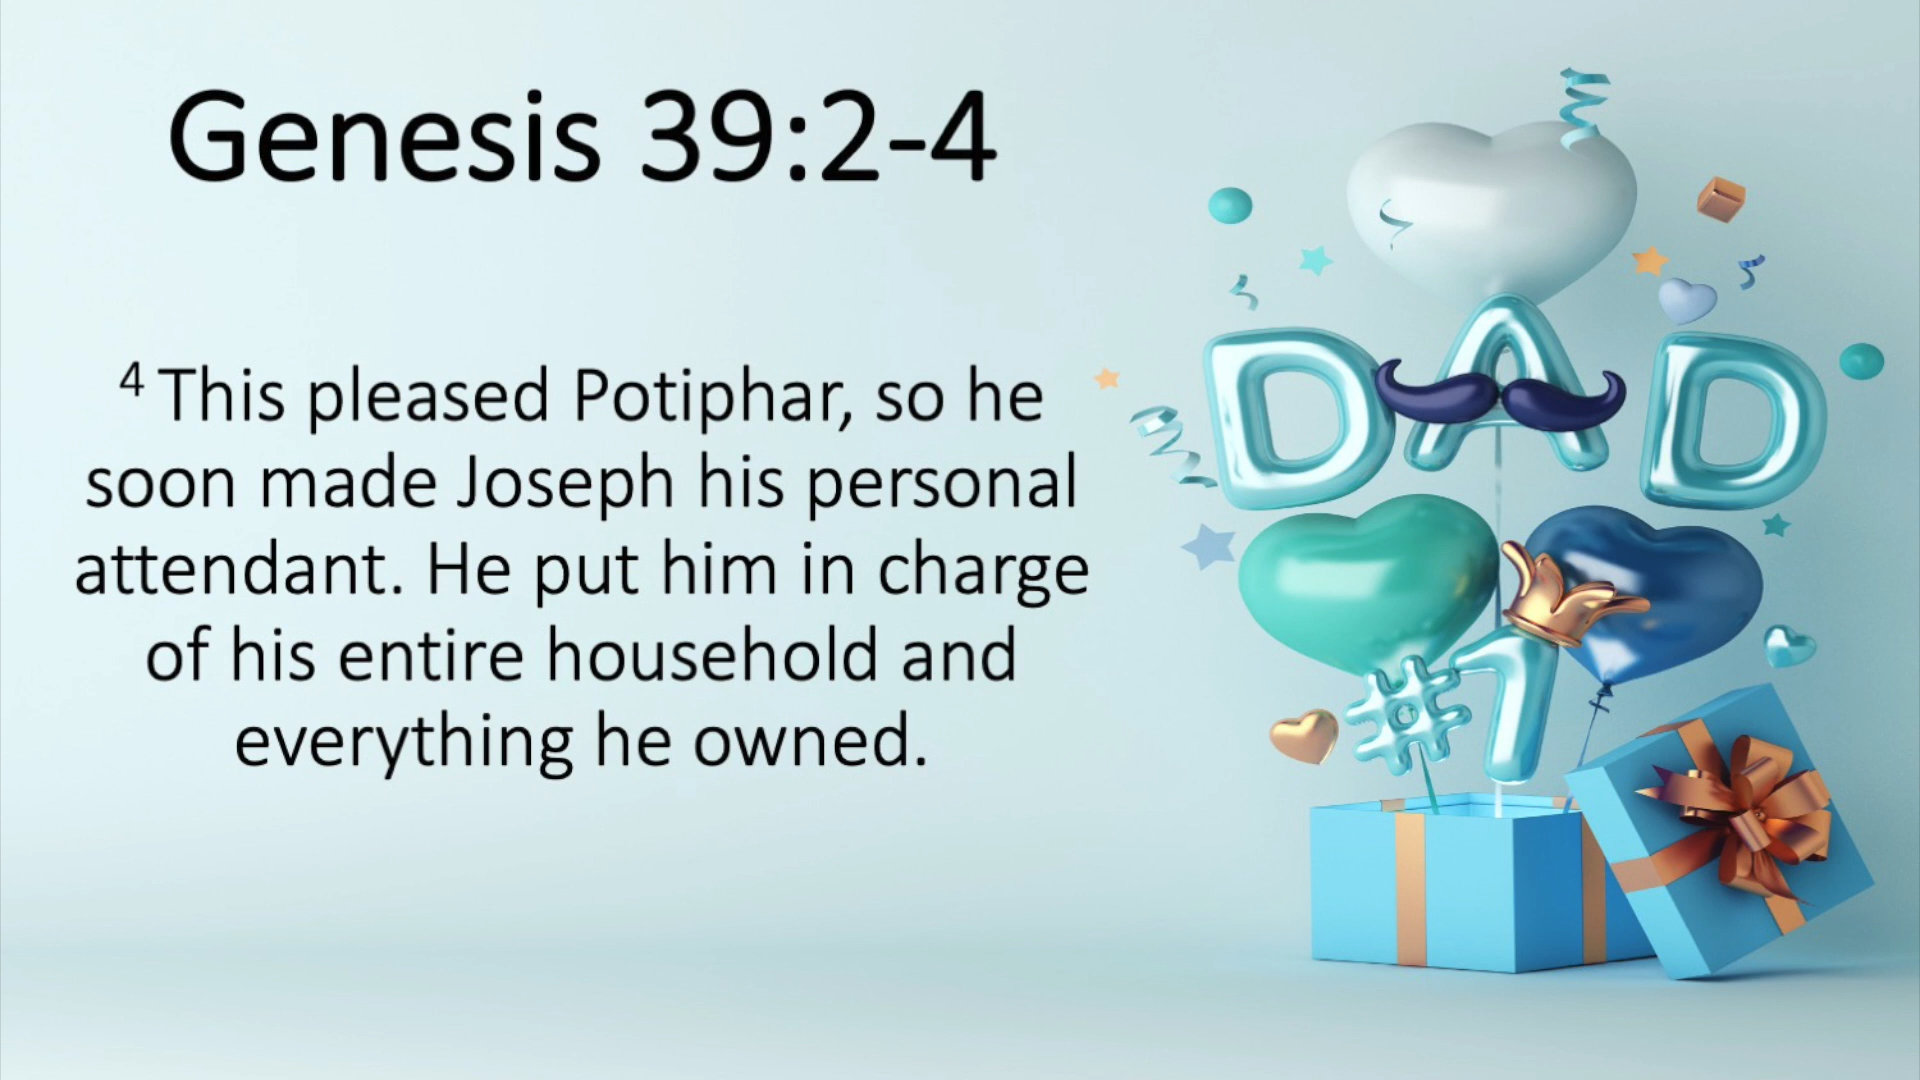 Genesis 39:2-4
4 This pleased Potiphar, so he
soon made Joseph his personal
attendant. He put him in charge
of his entire household and
everything he owned.
DAD
#1